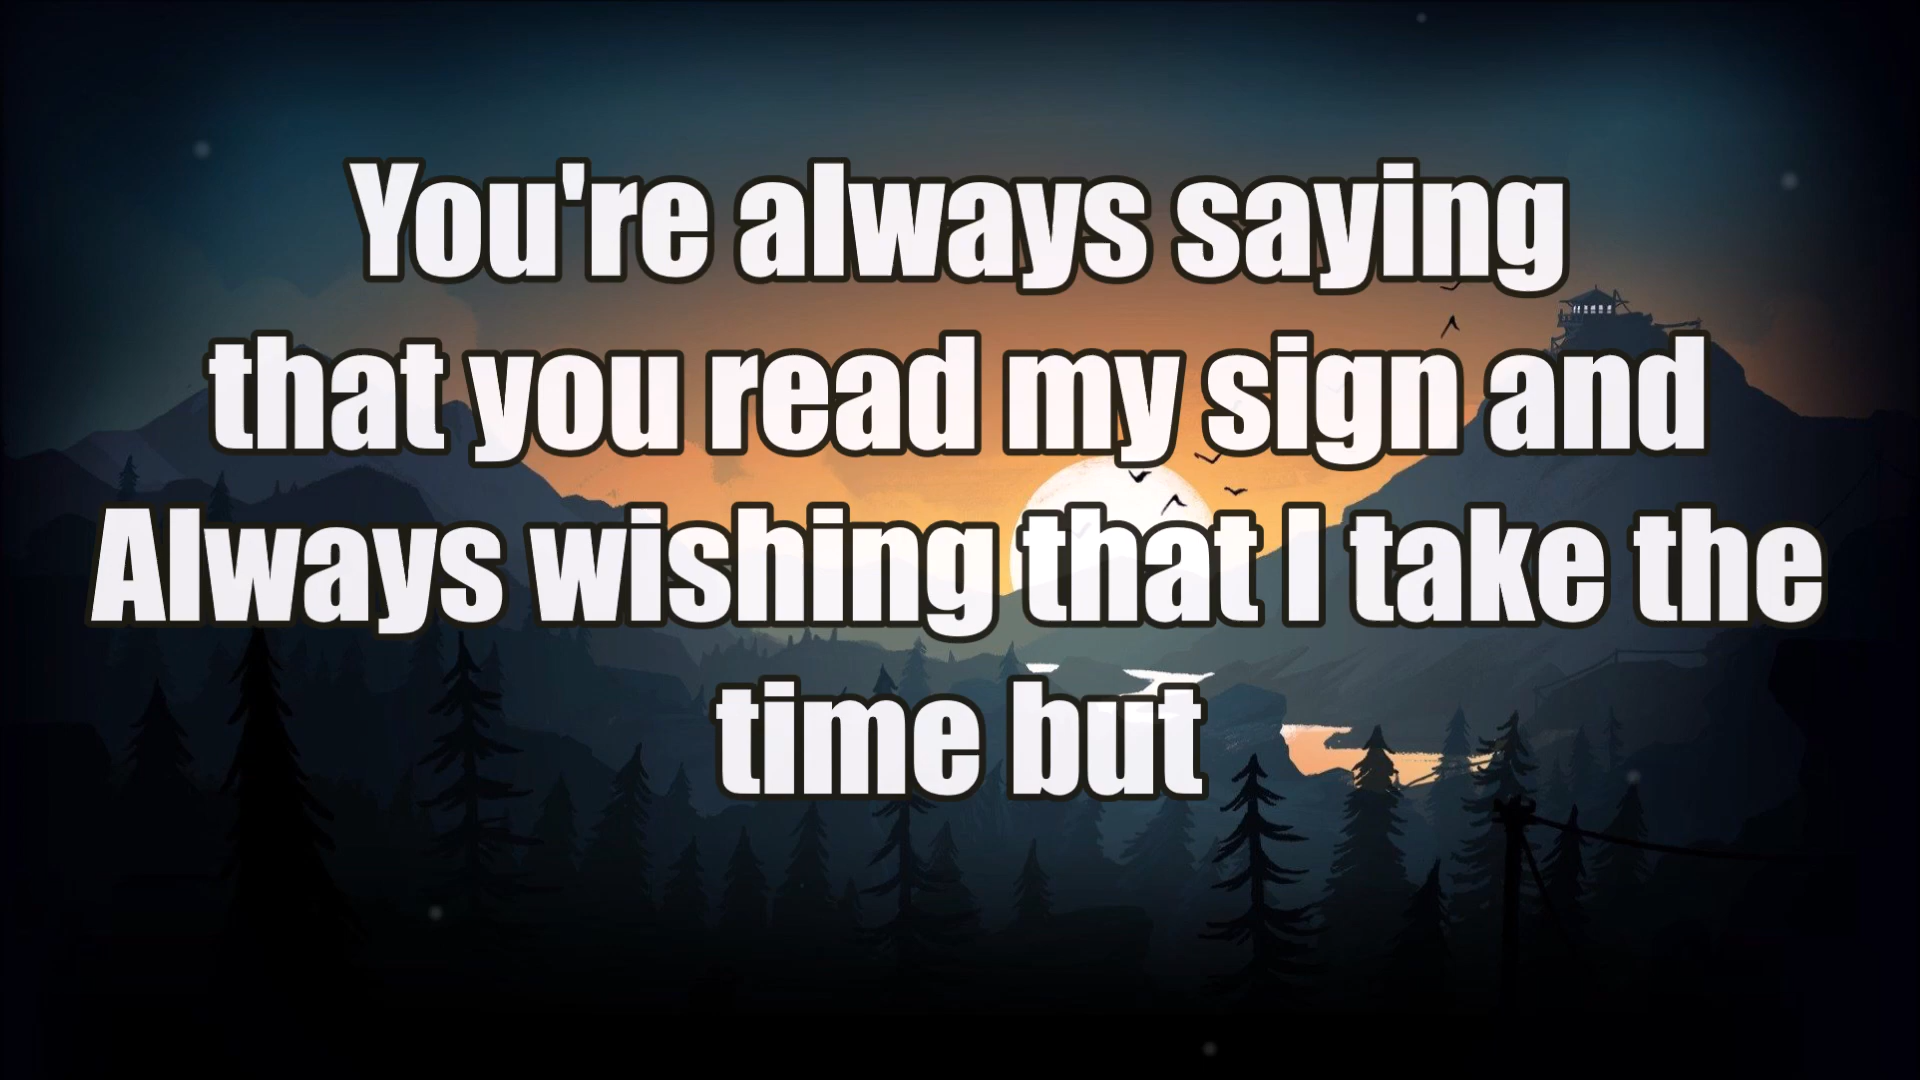 You're always saying
that you read my sign and
Always wishing that I take the
time but